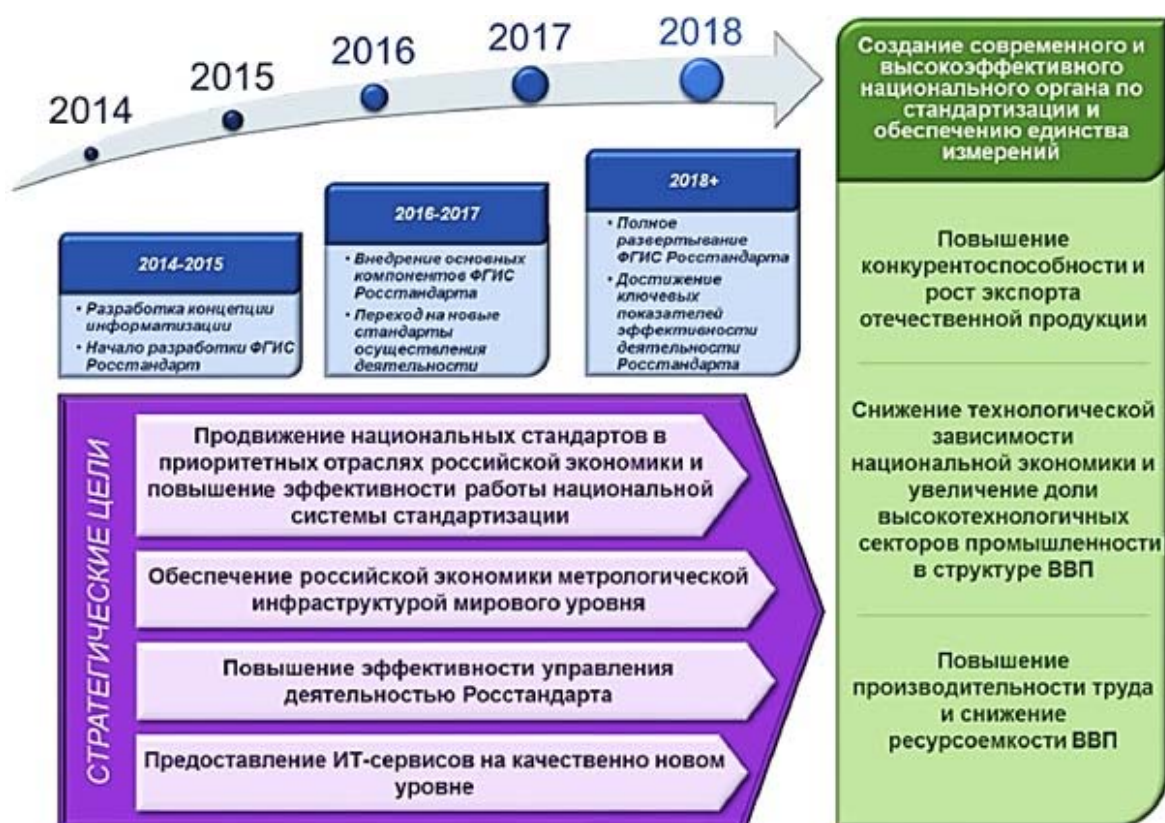 2014
2015
2016
2017
2018
2014-2015
• Разработка концепции
информатизации
• Начало разработки ФГИС
Росстандарт
2016-2017
• Внедрение основных
компонентов ФГИС
Росстандарта
• Переход на новые
стандарты
осуществления
деятельности
2018+
• Полное
развертывание
ФГИС Росстандарта
• Достижение
ключевых
показателей
эффективности
деятельности
Росстандарта
СТРАТЕГИЧЕСКИЕ ЦЕЛИ
Продвижение национальных стандартов в
приоритетных отраслях российской экономики и
повышение эффективности работы национальной
системы стандартизации
Обеспечение российской экономики метрологической
инфраструктурой мирового уровня
Повышение эффективности управления
деятельностью Росстандарта
Предоставление ИТ-сервисов на качественно новом
уровне
Создание современного и
высокоэффективного
национального органа по
стандартизации и
обеспечению единства
измерений
Повышение
конкурентоспособности и
рост экспорта
отечественной продукции
Снижение технологической
зависимости
национальной экономики и
увеличение доли
высокотехнологичных
секторов промышленности
в структуре ВВП
Повышение
производительности труда
и снижение
ресурсоемкости ВВП